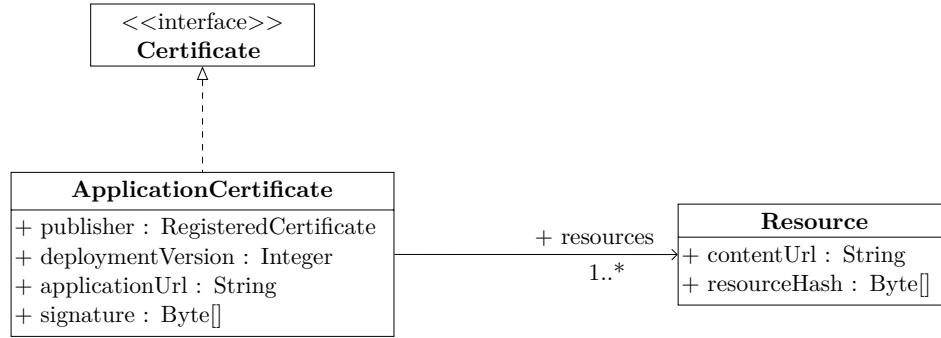 <<interface>>
Certificate
ApplicationCertificate
+ publisher : RegisteredCertificate
+ deploymentVersion : Integer
+ applicationUrl : String
+ signature : Byte[]
+ resources
1..*
Resource
+ contentUrl : String
+ resourceHash : Byte[]